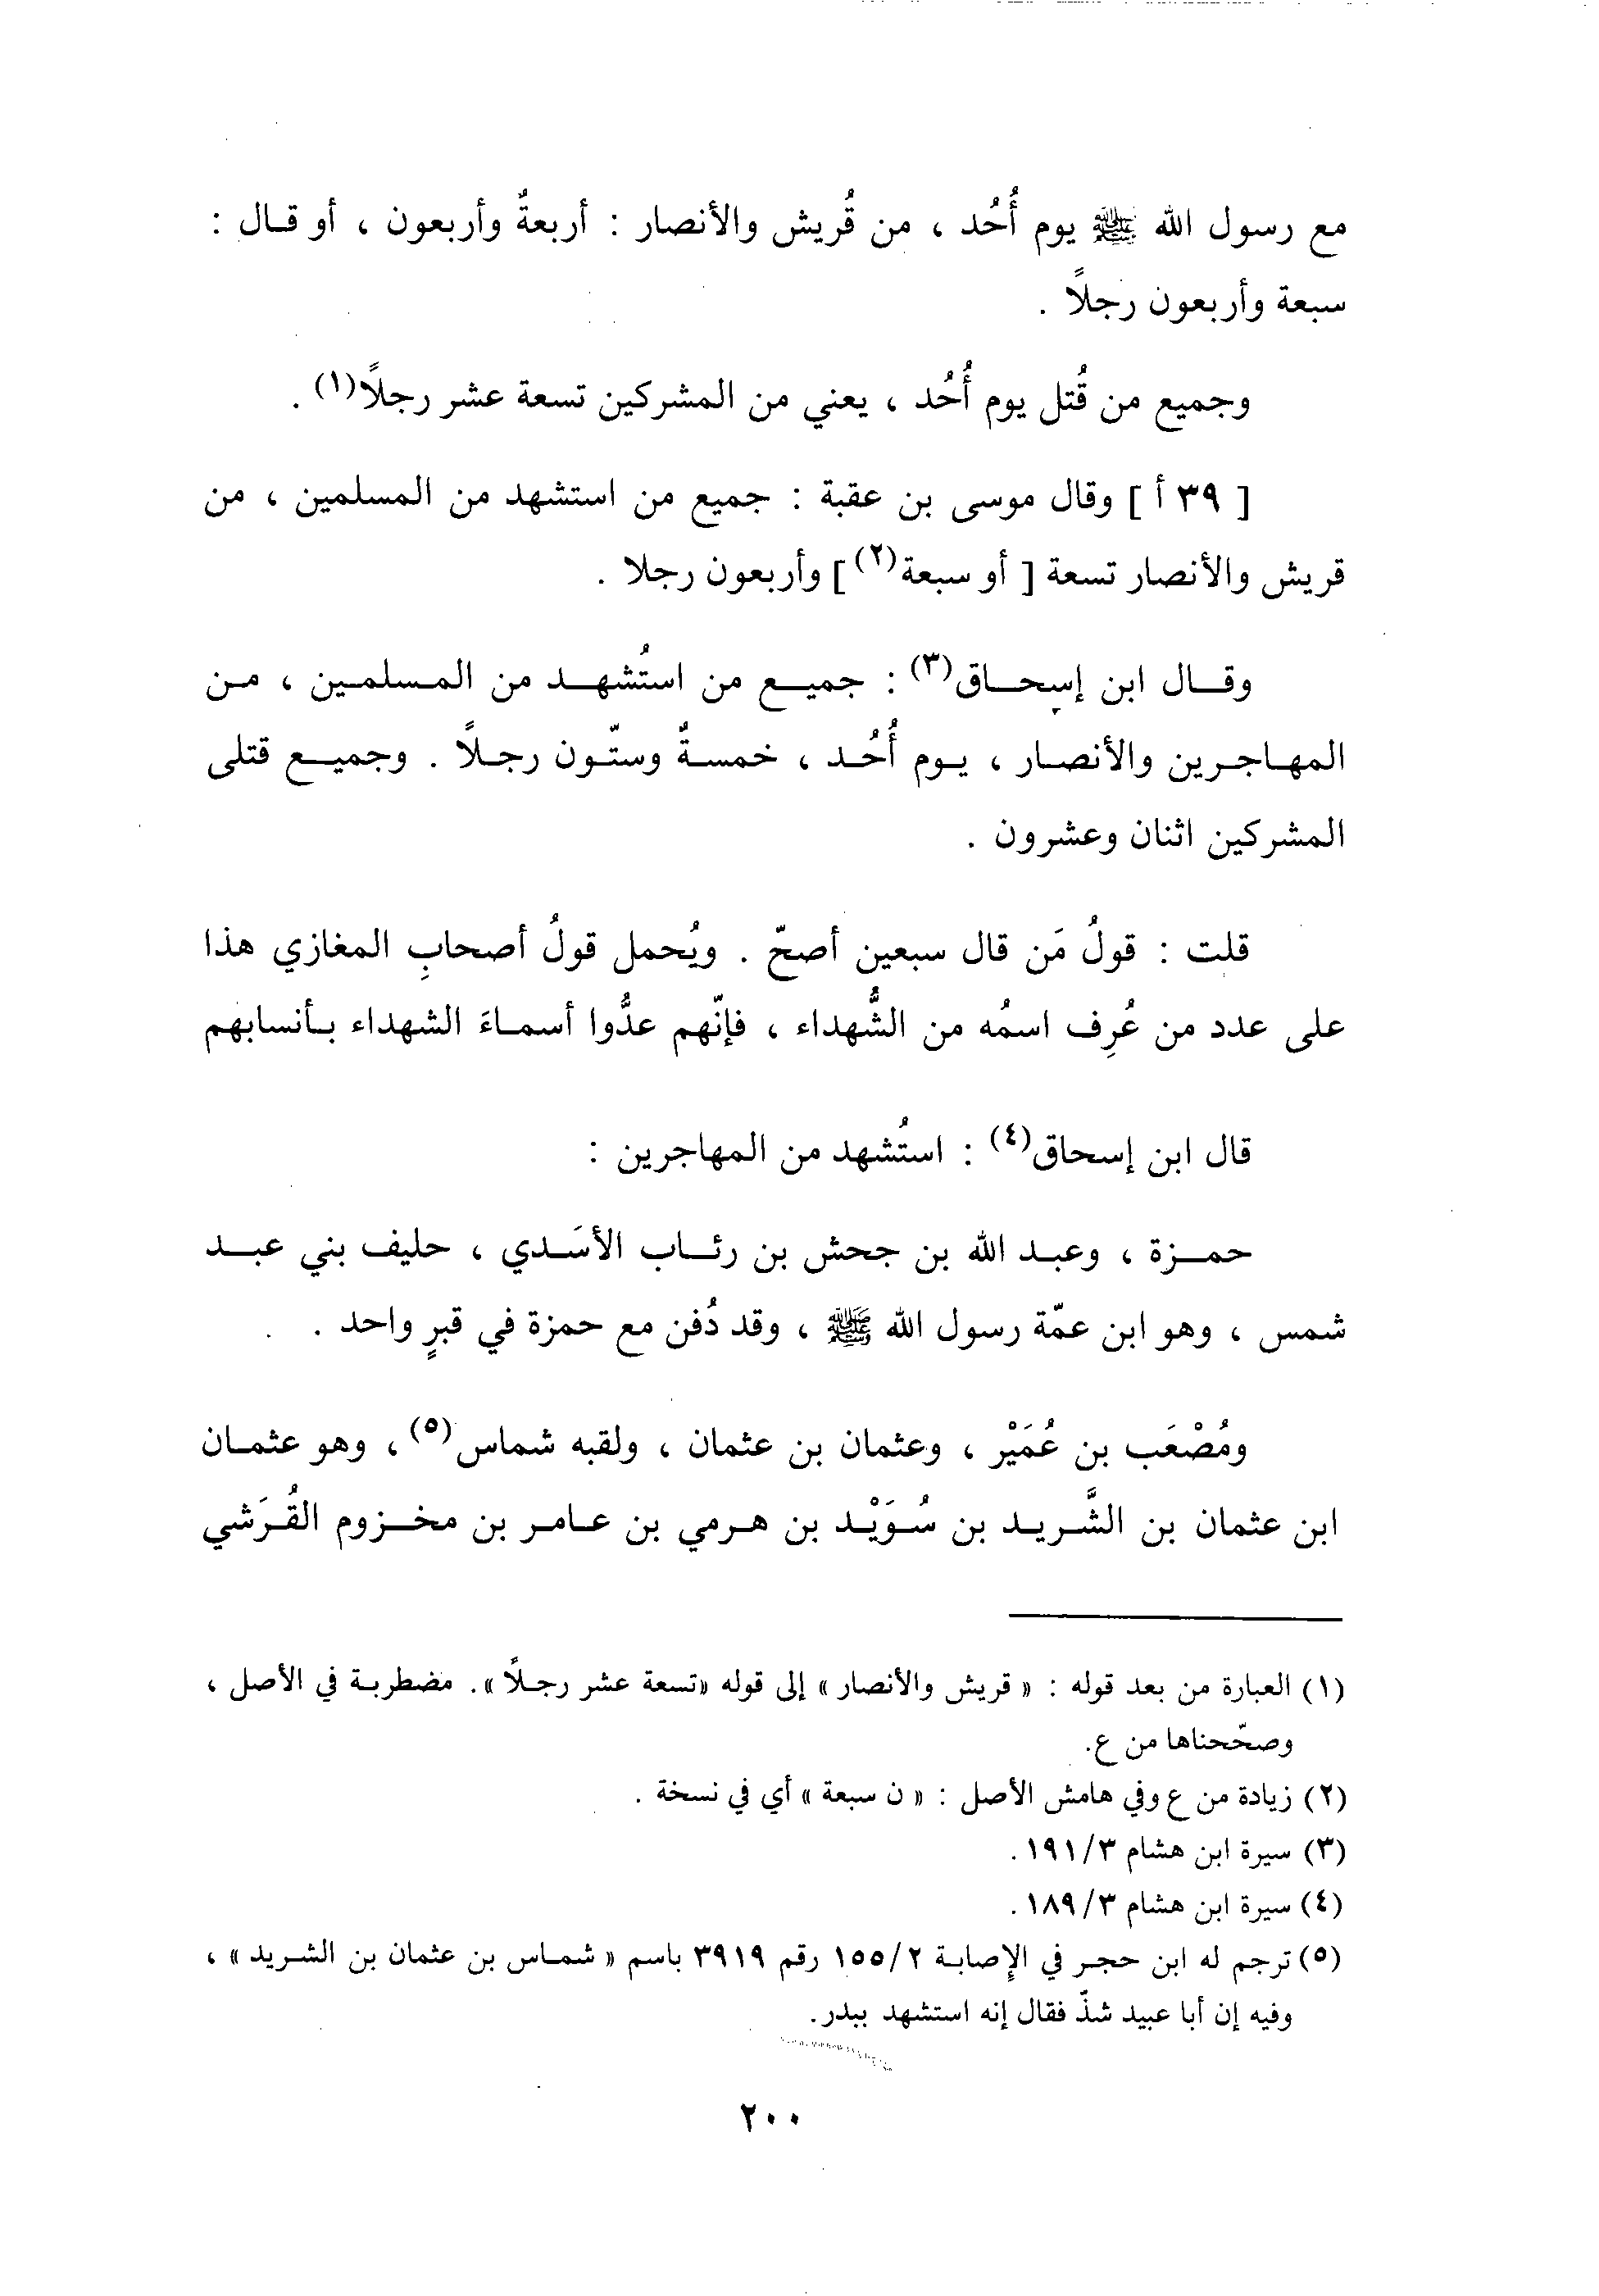 مع رسول الله ﷺ يوم أُحُد ، من قُريش والأنصار : أربعةٌ وأربعون ، أو قال :
سبعة وأربعون رجلاً .
وجميع من قُتل يوم أُحُد ، يعني من المشركين تسعة عشر رجلاً(١) .
[ ٣٩ أ ] وقال موسى بن عقبة : جميع من استشهد من المسلمين ، من
قريش والأنصار تسعة [ أو سبعة(٢) ] وأربعون رجلا .
وقال ابن إسحاق(٣) : جميع من استُشهد من المسلمين ، من
المهاجرين والأنصار ، يوم أُحُد ، خمسةٌ وستّون رجلاً . وجميع قتلى
المشركين اثنان وعشرون .
قلت : قولُ مَن قال سبعين أصحّ . ويُحمل قولُ أصحابِ المغازي هذا
على عدد من عُرِف اسمُه من الشُّهداء ، فإنّهم عدُّوا أسماءَ الشهداء بأنسابهم
قال ابن إسحاق(٤) : استُشهد من المهاجرين :
حمزة ، وعبد الله بن جحش بن رئاب الأسَدي ، حليف بني عبد
شمس ، وهو ابن عمّة رسول الله ﷺ ، وقد دُفن مع حمزة في قبرٍ واحد .
ومُصْعَب بن عُمَيْر ، وعثمان بن عثمان ، ولقبه شماس(٥) ، وهو عثمان
ابن عثمان بن الشَّريد بن سُوَيْد بن هرمي بن عامر بن مخزوم القُرَشي
(١) العبارة من بعد قوله : « قريش والأنصار » إلى قوله «تسعة عشر رجلاً». مضطربة في الأصل ،
وصحّحناها من ع.
(٢) زيادة من ع وفي هامش الأصل : « ن سبعة » أي في نسخة .
(٣) سيرة ابن هشام ٣/ ١٩١.
(٤) سيرة ابن هشام ٣/ ١٨٩.
(٥) ترجم له ابن حجر في الإصابة ٢/ ١٥٥ رقم ٣٩١٩ باسم « شماس بن عثمان بن الشريد » ،
وفيه إن أبا عبيد شذّ فقال إنه استشهد ببدر.
٢٠٠